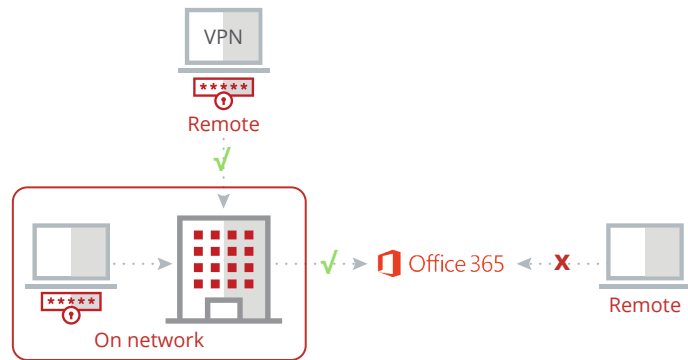 VPN
*****
Remote
√
√
Office 365
X
*****
On network
Remote